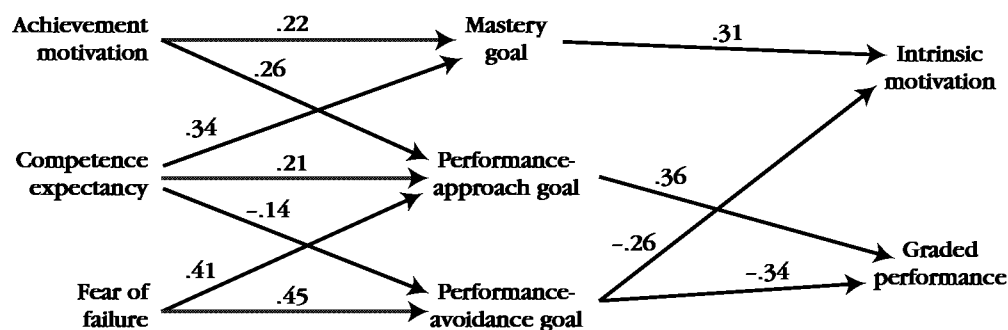 Achievement
motivation
.22
Mastery
goal
.31
Intrinsic
motivation
.26
.34
Competence
expectancy
.21
Performance-
approach goal
.36
-.14
-.26
Graded
performance
.41
-.34
Fear of
failure
.45
Performance-
avoidance goal